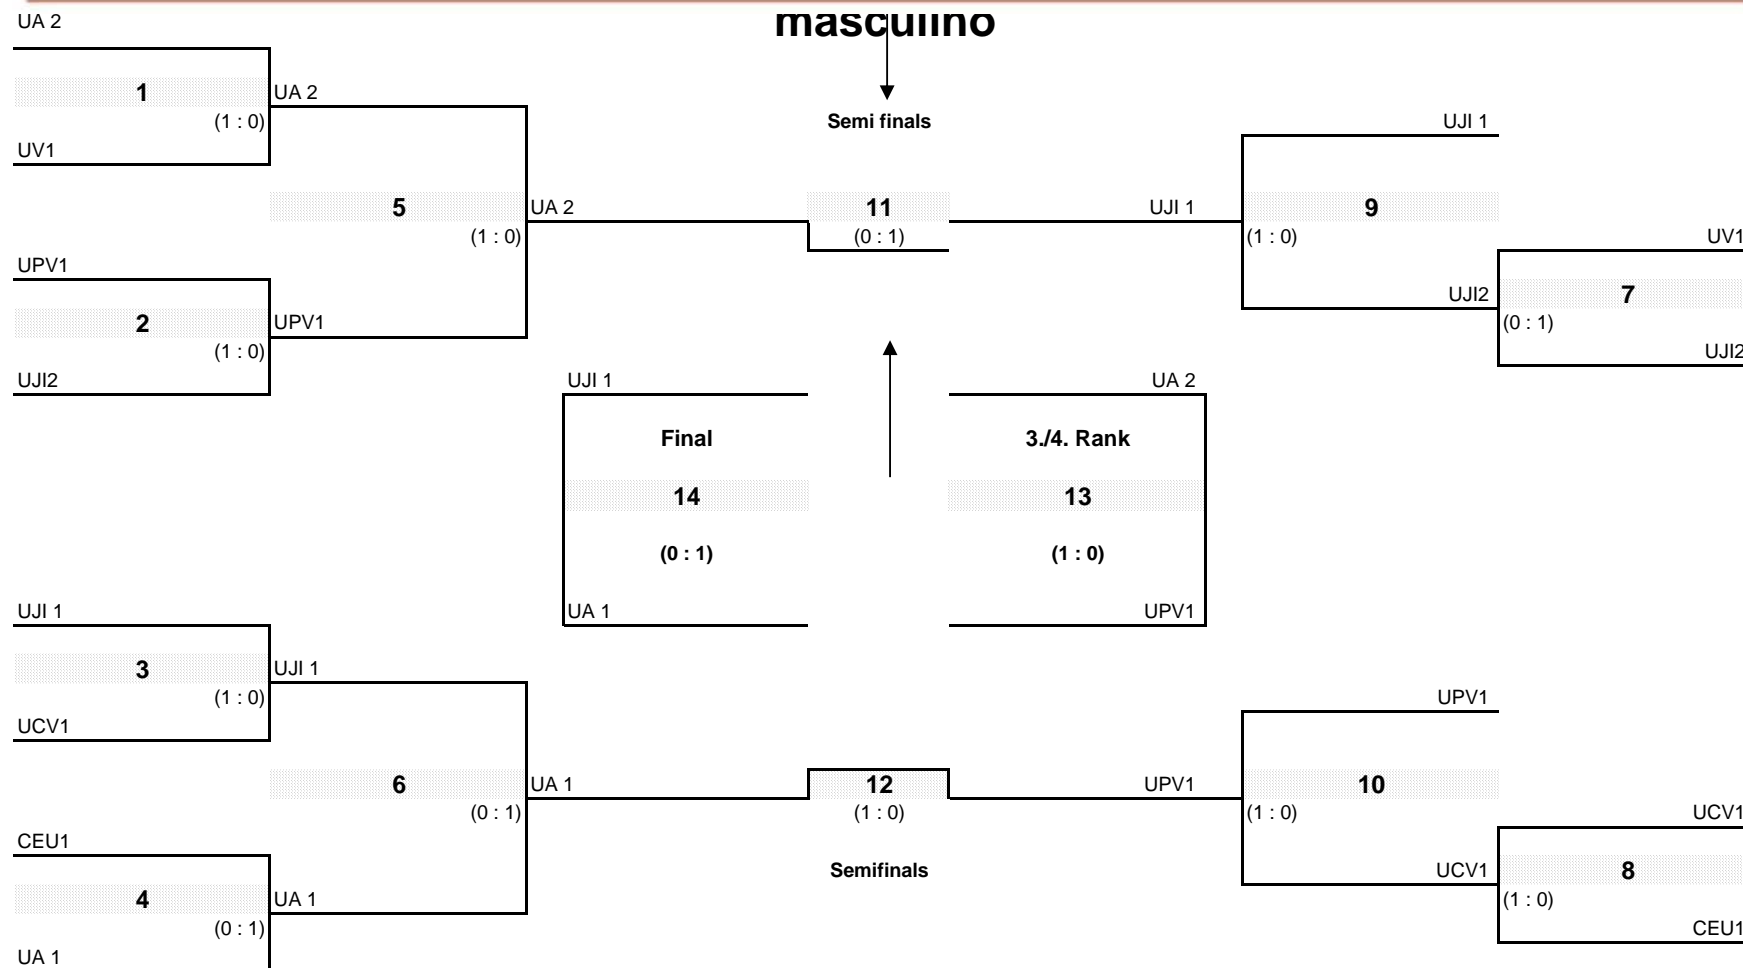 UA 2
masculino
1
UA 2
(1 : 0)
Semi finals
UJI 1
UV1
5
UA 2
11
UJI 1
9
(1 : 0)
(0 : 1)
(1 : 0)
UV1
UPV1
UJI2
7
2
UPV1
(0 : 1)
(1 : 0)
UJI2
UJI2
UJI 1
UA 2
Final
3./4. Rank
14
13
(0 : 1)
(1 : 0)
UJI 1
UA 1
UPV1
3
UJI 1
(1 : 0)
UPV1
UCV1
6
UA 1
12
UPV1
10
(0 : 1)
(1 : 0)
(1 : 0)
UCV1
CEU1
Semifinals
UCV1
8
4
UA 1
(1 : 0)
(0 : 1)
CEU1
UA 1